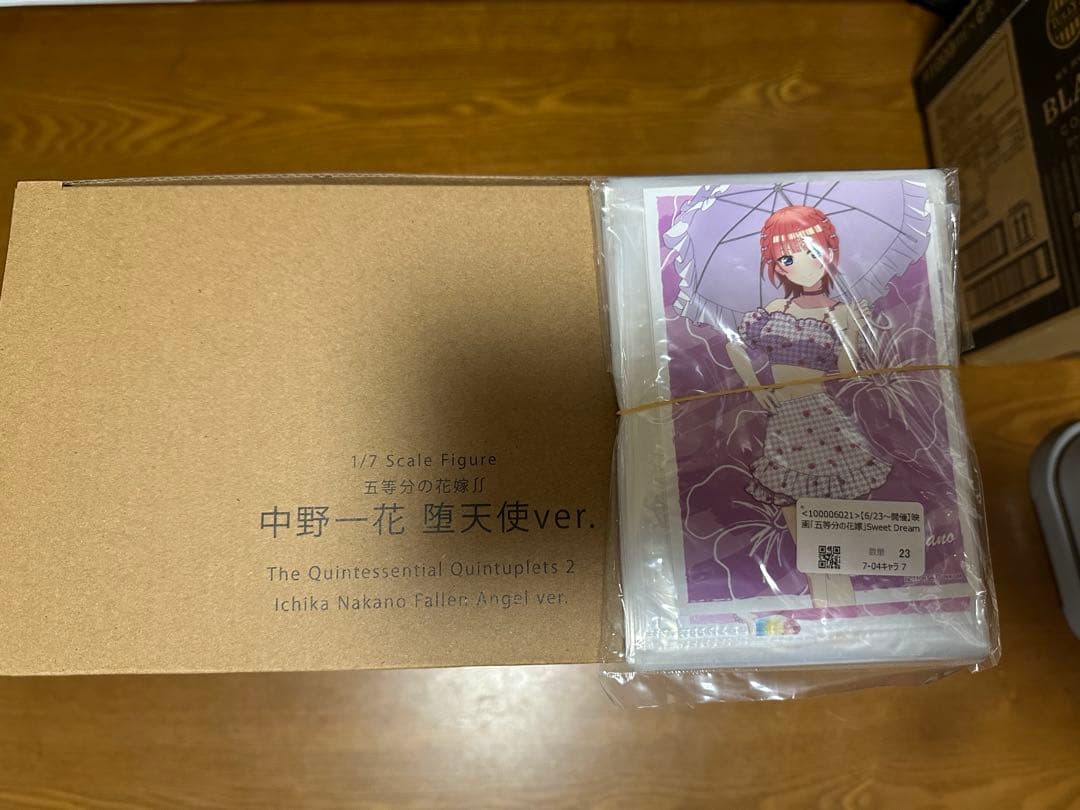 1/7 Scale Figure
五等分の花嫁∬
中野一花 堕天使ver.
The Quintessential Quintuplets 2
Ichika Nakano Fallen Angel ver.
<100006021>【6/23～開催】映
画「五等分の花嫁」Sweet Dream
数量 23
7-04キャラ 7
ano
BLA